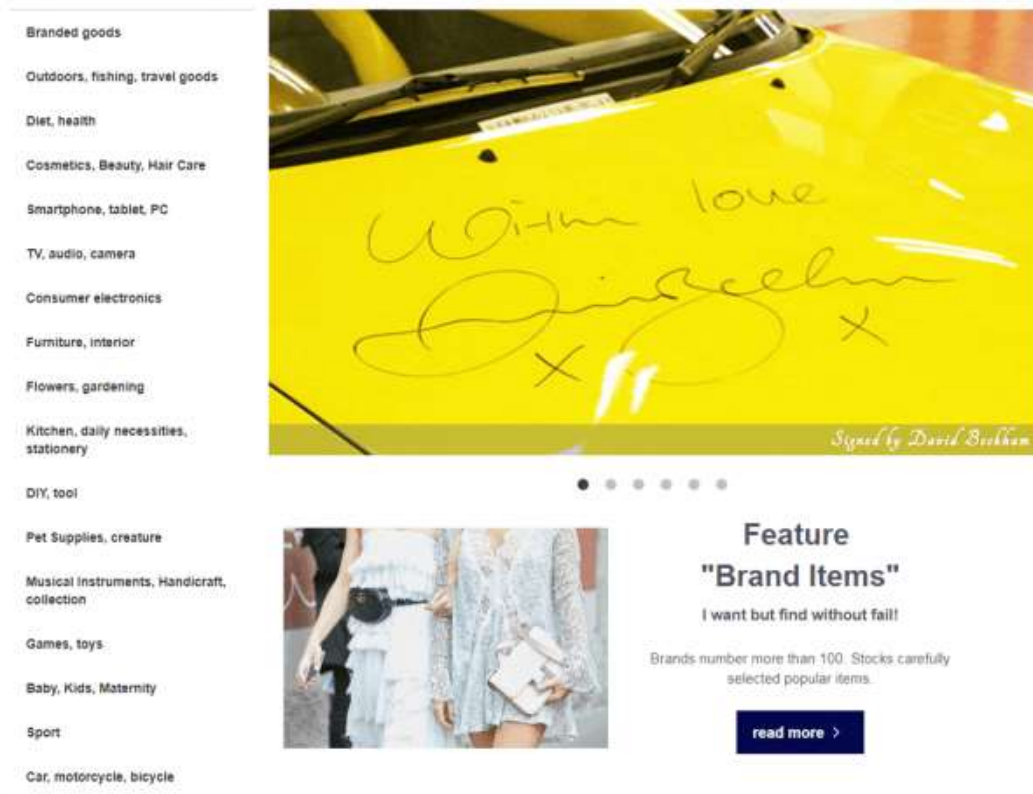 Branded goods
Outdoors, fishing, travel goods
Diet, health
Cosmetics, Beauty, Hair Care
Smartphone, tablet, PC
TV, audio, camera
Consumer electronics
Furniture, interior
Flowers, gardening
Kitchen, daily necessities,
stationery
DIY, tool
Pet Supplies, creature
Musical Instruments, Handicraft,
collection
Games, toys
Baby, Kids, Maternity
Sport
Car, motorcycle, bicycle
With love
X X
Signed by David Beckham
Feature
"Brand Items"
I want but find without fail!
Brands number more than 100. Stocks carefully
selected popular items.
read more >